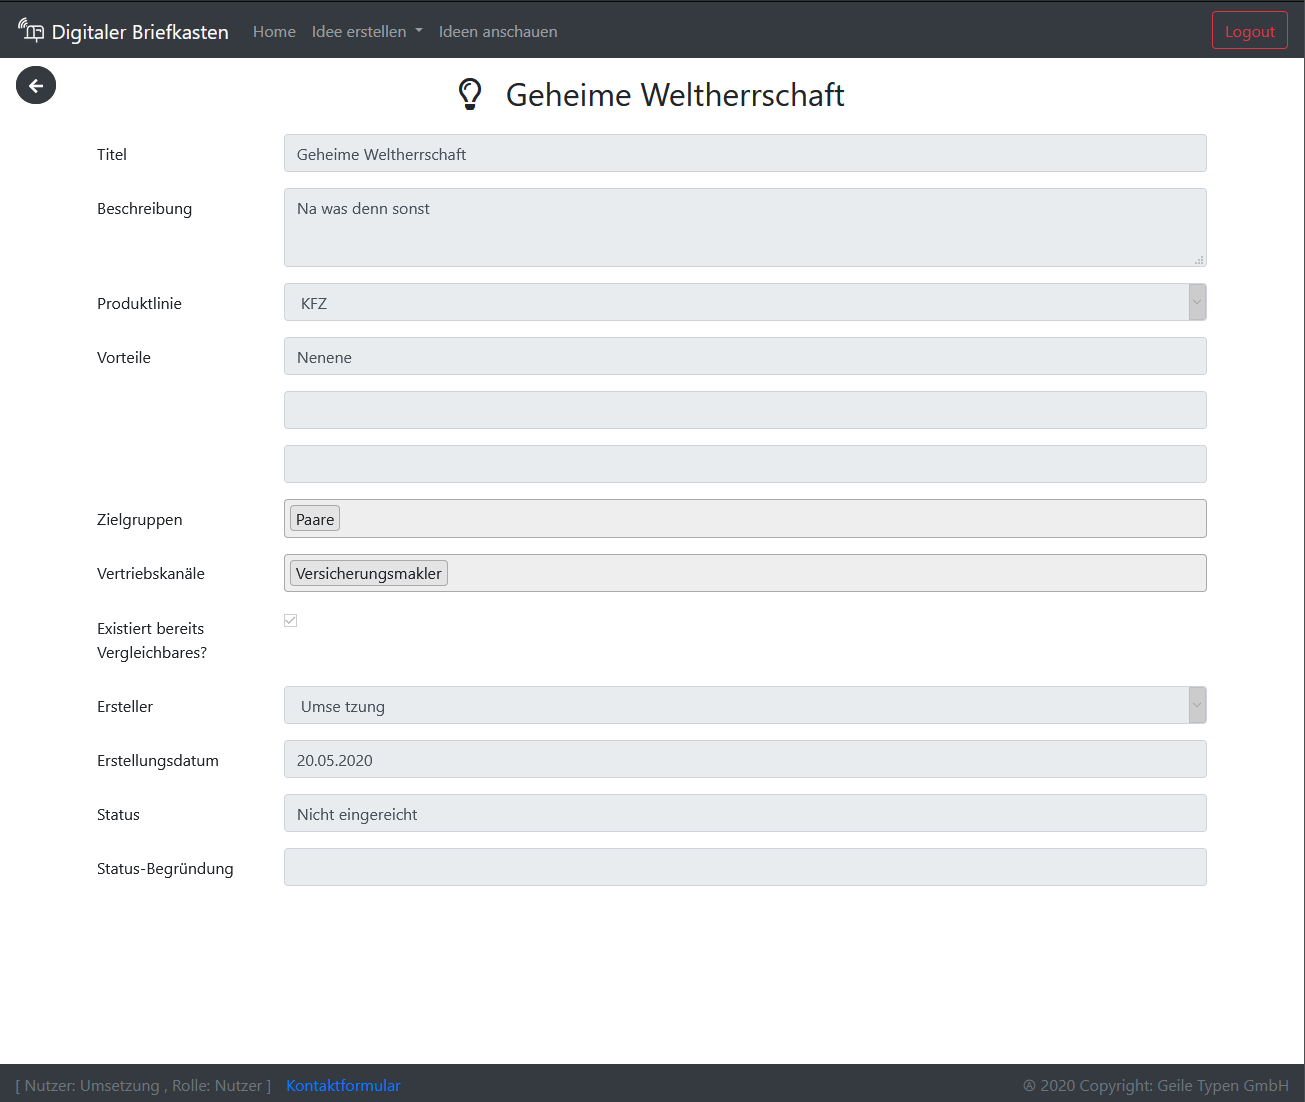 Digitaler Briefkasten Home Idee erstellen Ideen anschauen Logout
Geheime Weltherrschaft
Titel Geheime Weltherrschaft
Beschreibung Na was denn sonst
Produktlinie KFZ
Vorteile Nenene
Zielgruppen Paare
Vertriebskanäle Versicherungsmakler
Existiert bereits
Vergleichbares?
Ersteller Umse tzung
Erstellungsdatum 20.05.2020
Status Nicht eingereicht
Status-Begründung
[ Nutzer: Umsetzung , Rolle: Nutzer ] Kontaktformular © 2020 Copyright: Geile Typen GmbH